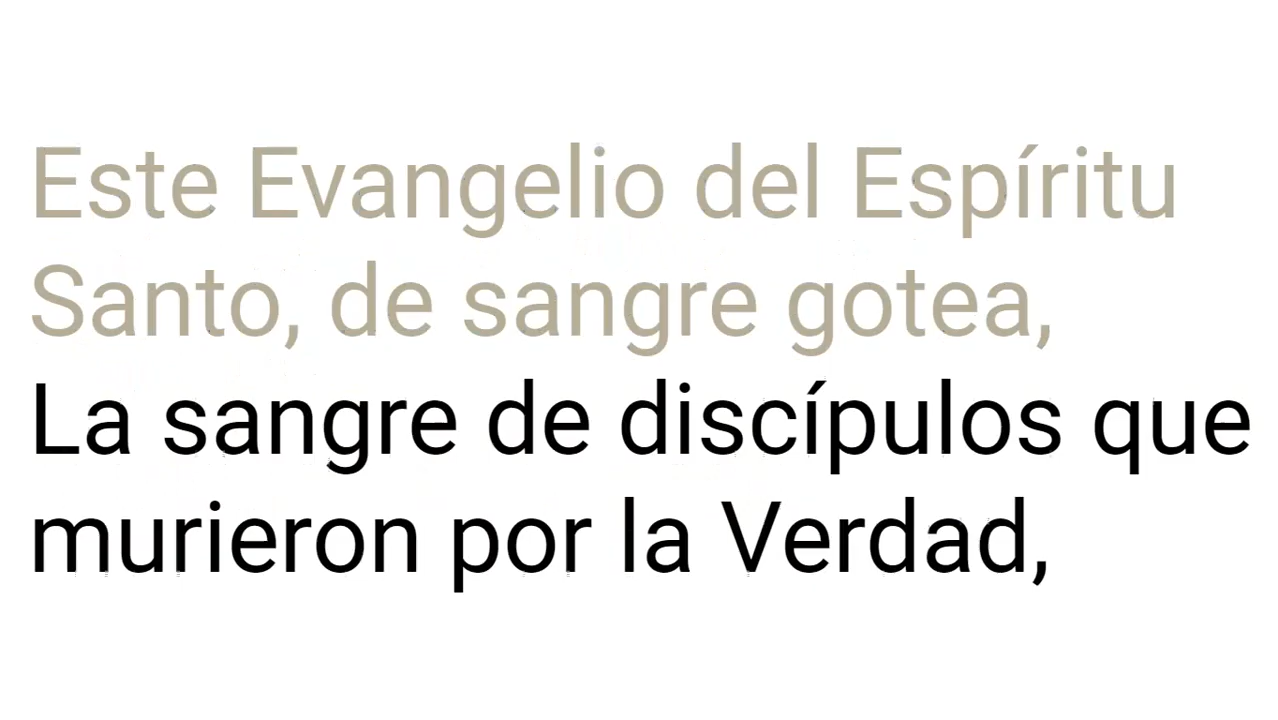 Este Evangelio del Espíritu
Santo, de sangre gotea,
La sangre de discípulos que
murieron por la Verdad,